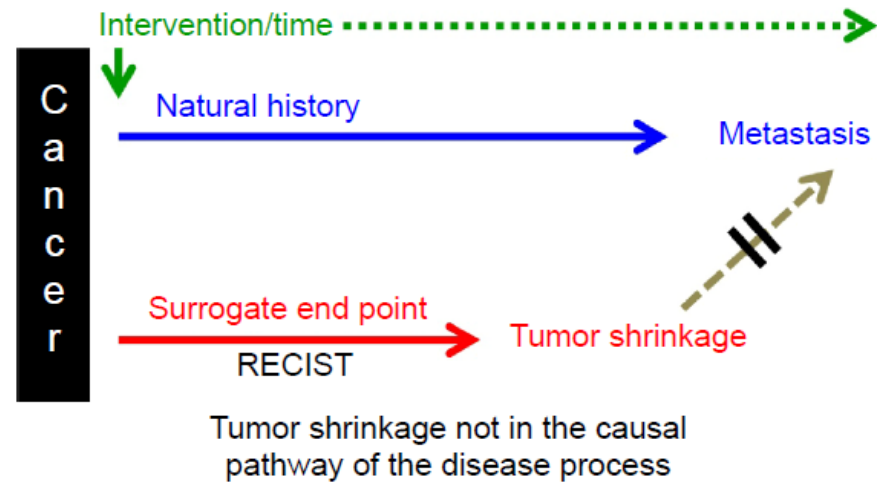 Intervention/time
Cancer
Natural history
Metastasis
Surrogate end point
RECIST
Tumor shrinkage
Tumor shrinkage not in the causal
pathway of the disease process